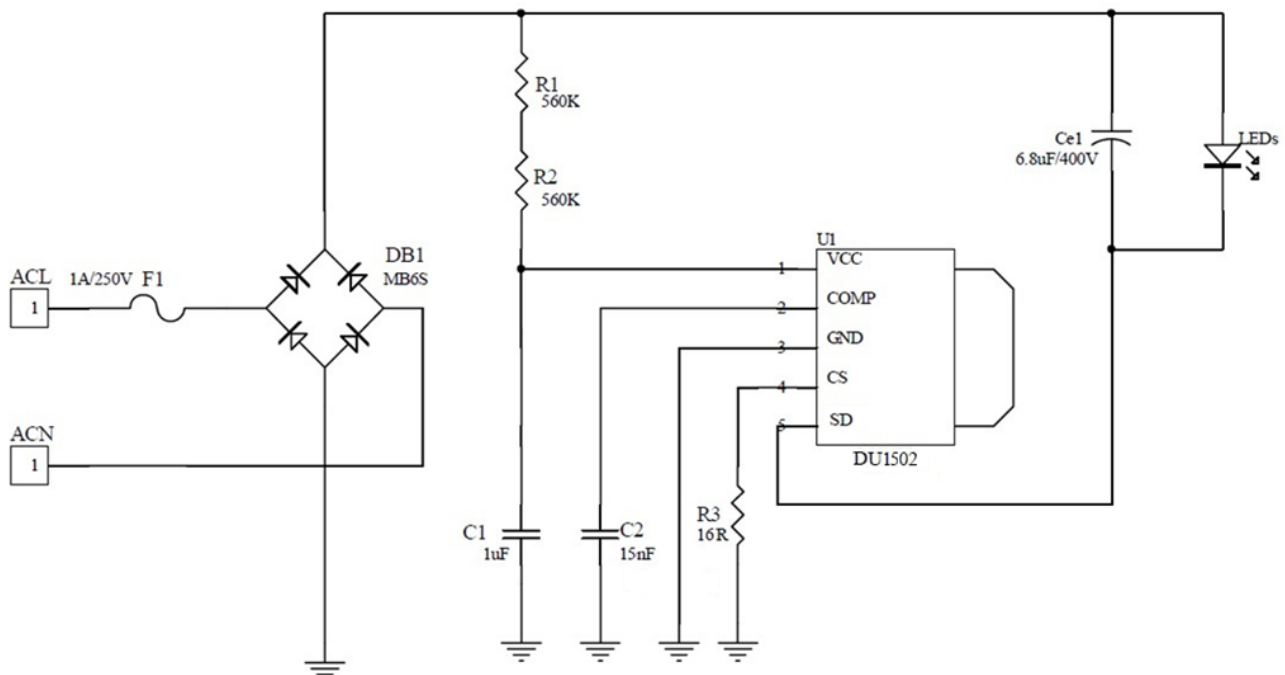 R1
560K
R2
560K
Ce1
6.8uF/400V
LEDs
U1
DB1
MB6S
ACL
1A/250V F1
1
1 VCC
2 COMP
3 GND
4 CS
5 SD
DU1502
ACN
1
C1
1uF
C2
15nF
R3
16R